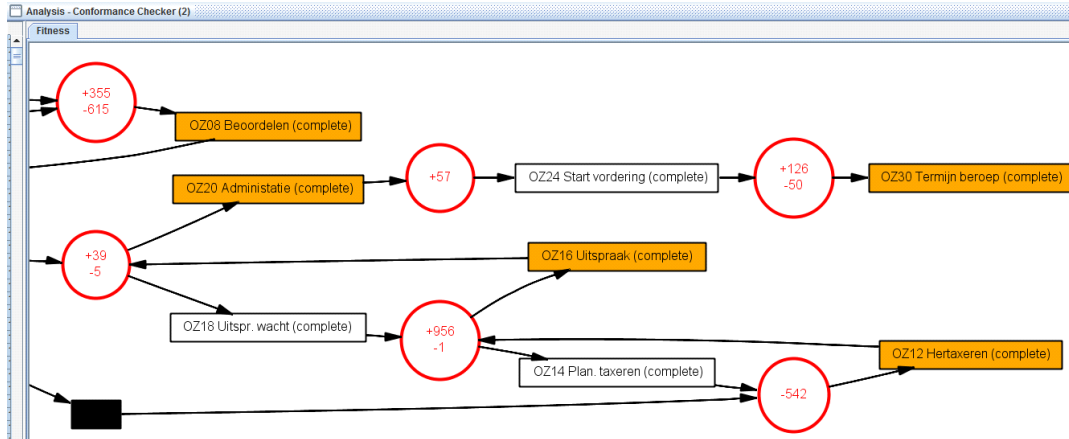 Analysis - Conformance Checker (2)
Fitness
+355
-615
OZ08 Beoordelen (complete)
OZ20 Administatie (complete)
+57
OZ24 Start vordering (complete)
+126
-50
OZ30 Termijn beroep (complete)
+39
-5
OZ16 Uitspraak (complete)
OZ18 Uitspr. wacht (complete)
+956
-1
OZ12 Hertaxeren (complete)
OZ14 Plan. taxeren (complete)
-542